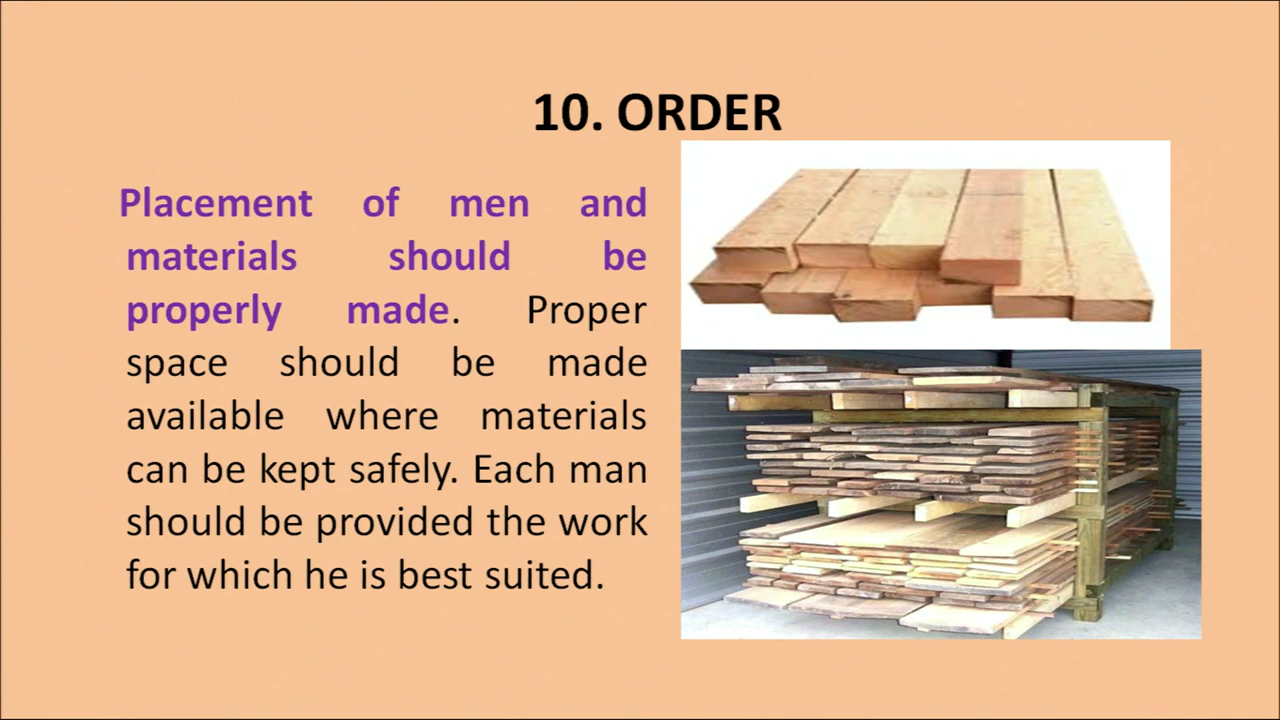 10. ORDER
Placement of men and
materials should be
properly made. Proper
space should be made
available where materials
can be kept safely. Each man
should be provided the work
for which he is best suited.